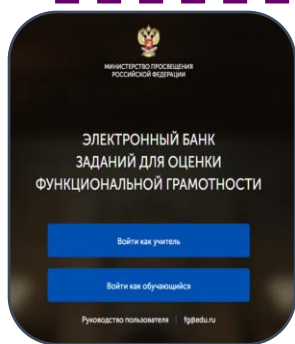 МИНИСТЕРСТВО ПРОСВЕЩЕНИЯ
РОССИЙСКОЙ ФЕДЕРАЦИИ
ЭЛЕКТРОННЫЙ БАНК
ЗАДАНИЙ ДЛЯ ОЦЕНКИ
ФУНКЦИОНАЛЬНОЙ ГРАМОТНОСТИ
Войти как учитель
Войти как обучающийся
Руководство пользователя | fg@edu.ru